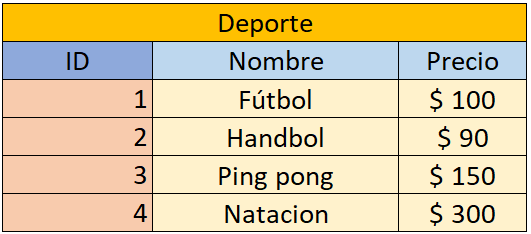 Deporte
ID Nombre Precio
1 Fútbol $ 100
2 Handbol $ 90
3 Ping pong $ 150
4 Natacion $ 300